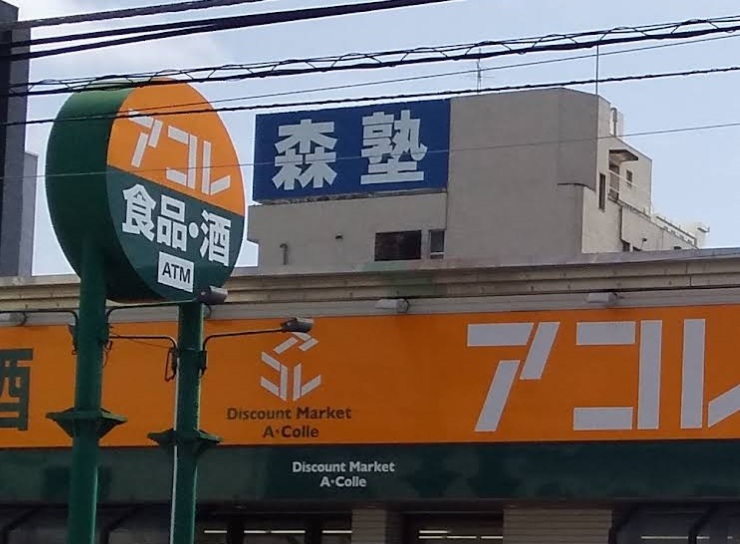 アコレ
食品・酒
ATM
森塾
酒
Discount Market
A・Colle
アコレ
Discount Market
A・Colle